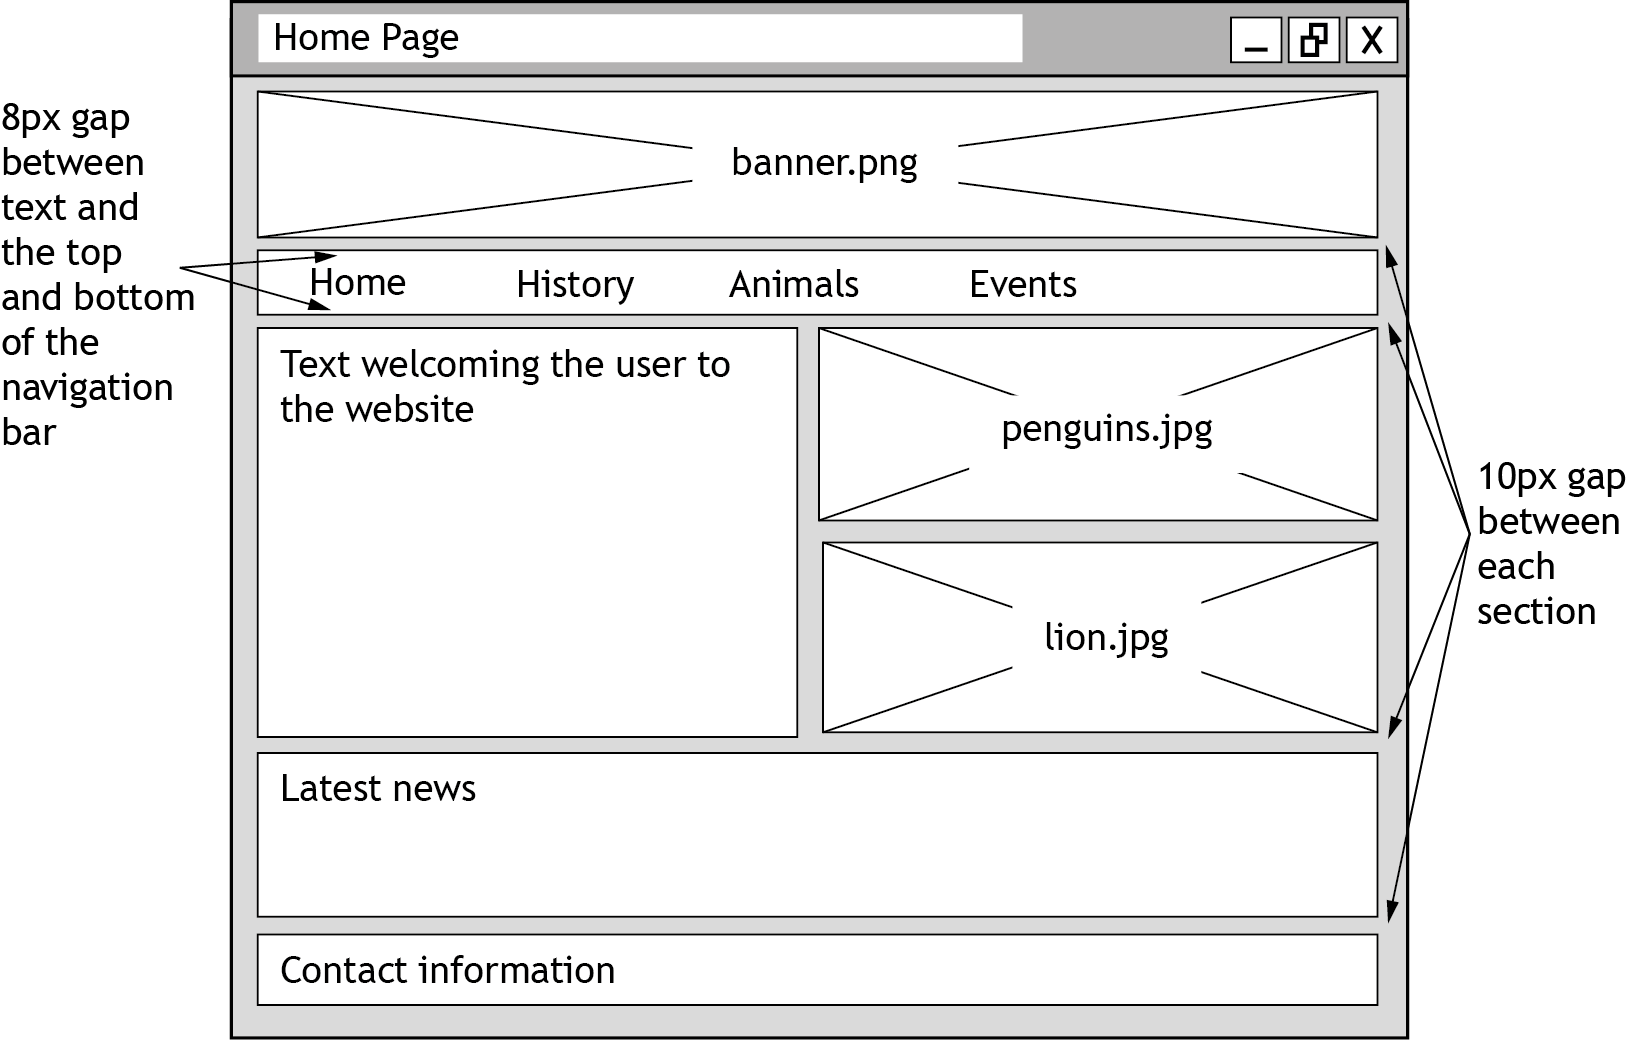 Home Page
X
8px gap
between
text and
the top
and bottom
of the
navigation
bar
banner.png
Home History Animals Events
Text welcoming the user to
the website
penguins.jpg
lion.jpg
10px gap
between
each
section
Latest news
Contact information